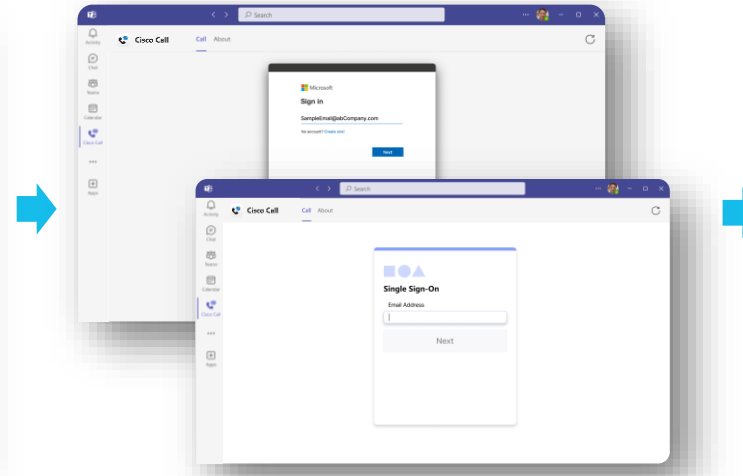 Search
Activity
Cisco Call
Call About
Chat
Teams
Calendar
Cisco Call
Apps
Microsoft
Sign in
SampleEmail@abCompany.com
No account? Create one!
Next
Search
Activity
Cisco Call
Call About
Chat
Teams
Calendar
Cisco Call
Apps
Single Sign-On
Email Address
Next